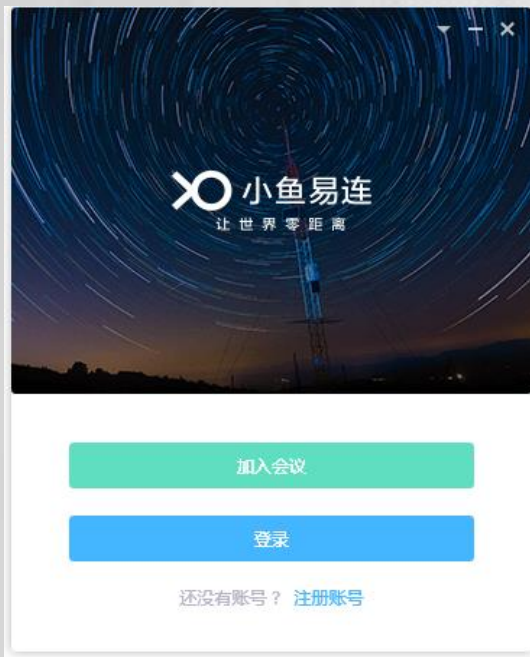 小鱼易连
让世界零距离
加入会议
登录
还没有账号？ 注册账号